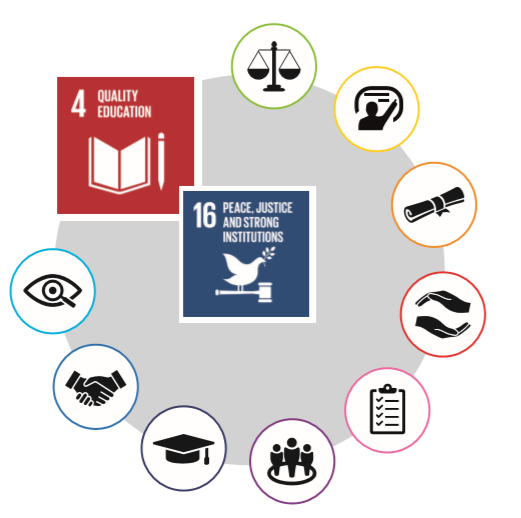 4 QUALITY
EDUCATION
16 PEACE, JUSTICE
AND STRONG
INSTITUTIONS